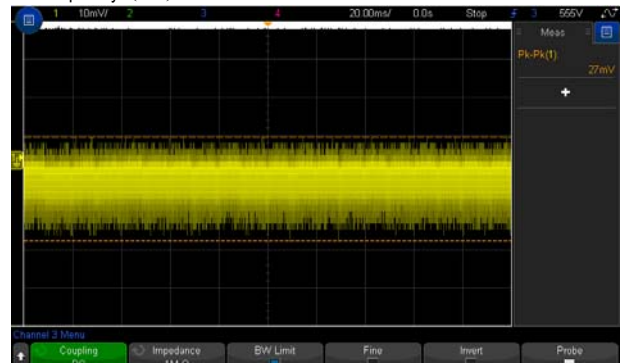 1 10mV/ 2 3 4 20.00ms/ 0.0s Stop 3 555V
Meas
Pk-Pk(1):
27mV
Channel 3 Menu
Coupling Impedance BW Limit Fine Invert Probe